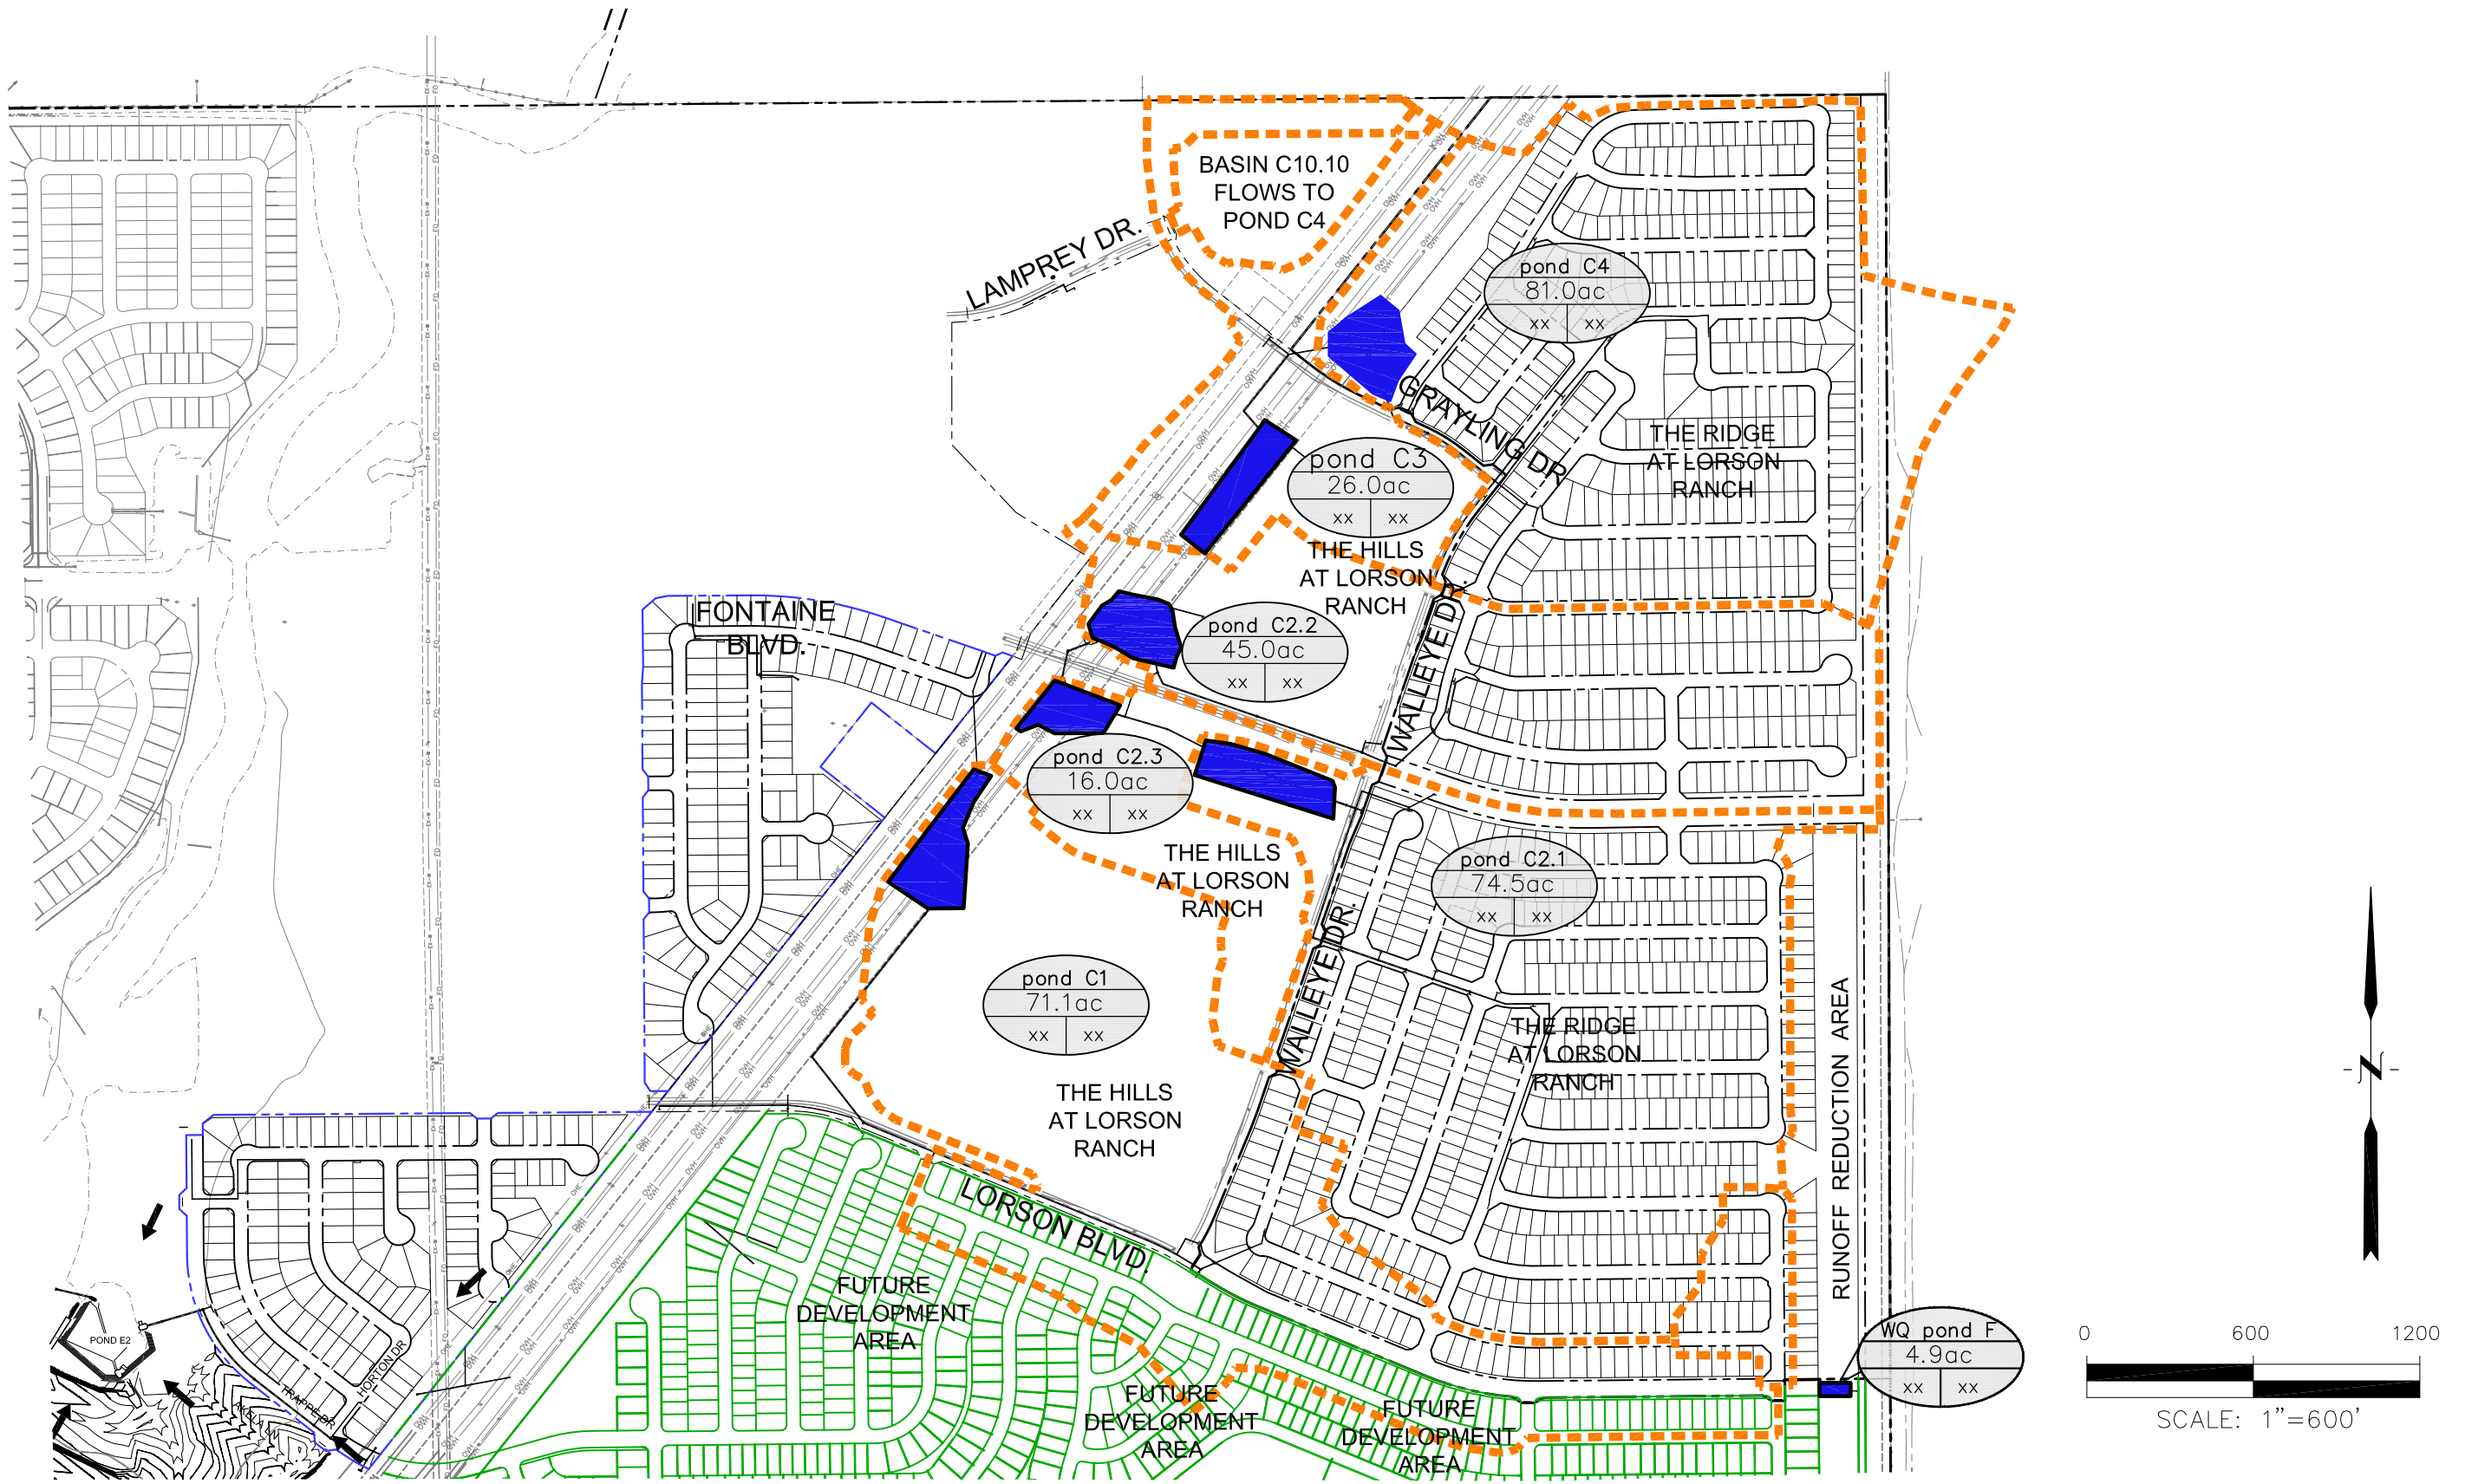 BASIN C10.10
FLOWS TO
POND C4
LAMPREY DR.
pond C4
81.0ac
xx xx
GRAYLING DR
THE RIDGE
AT LORSON
RANCH
pond C3
26.0ac
xx xx
THE HILLS
AT LORSON
RANCH
FONTAINE
BLVD.
pond C2.2
45.0ac
xx xx
WALLEYE DR.
pond C2.3
16.0ac
xx xx
THE HILLS
AT LORSON
RANCH
pond C2.1
74.5ac
xx xx
WALLEYE DR.
pond C1
71.1ac
xx xx
THE RIDGE
AT LORSON
RANCH
RUNOFF REDUCTION AREA
THE HILLS
AT LORSON
RANCH
LORSON BLVD.
FUTURE
DEVELOPMENT
AREA
FUTURE
DEVELOPMENT
AREA
FUTURE
DEVELOPMENT
AREA
WQ pond F
4.9ac
xx xx
POND E2
HORTON DR
TRAPPE DR
N
0 600 1200
SCALE: 1"=600'